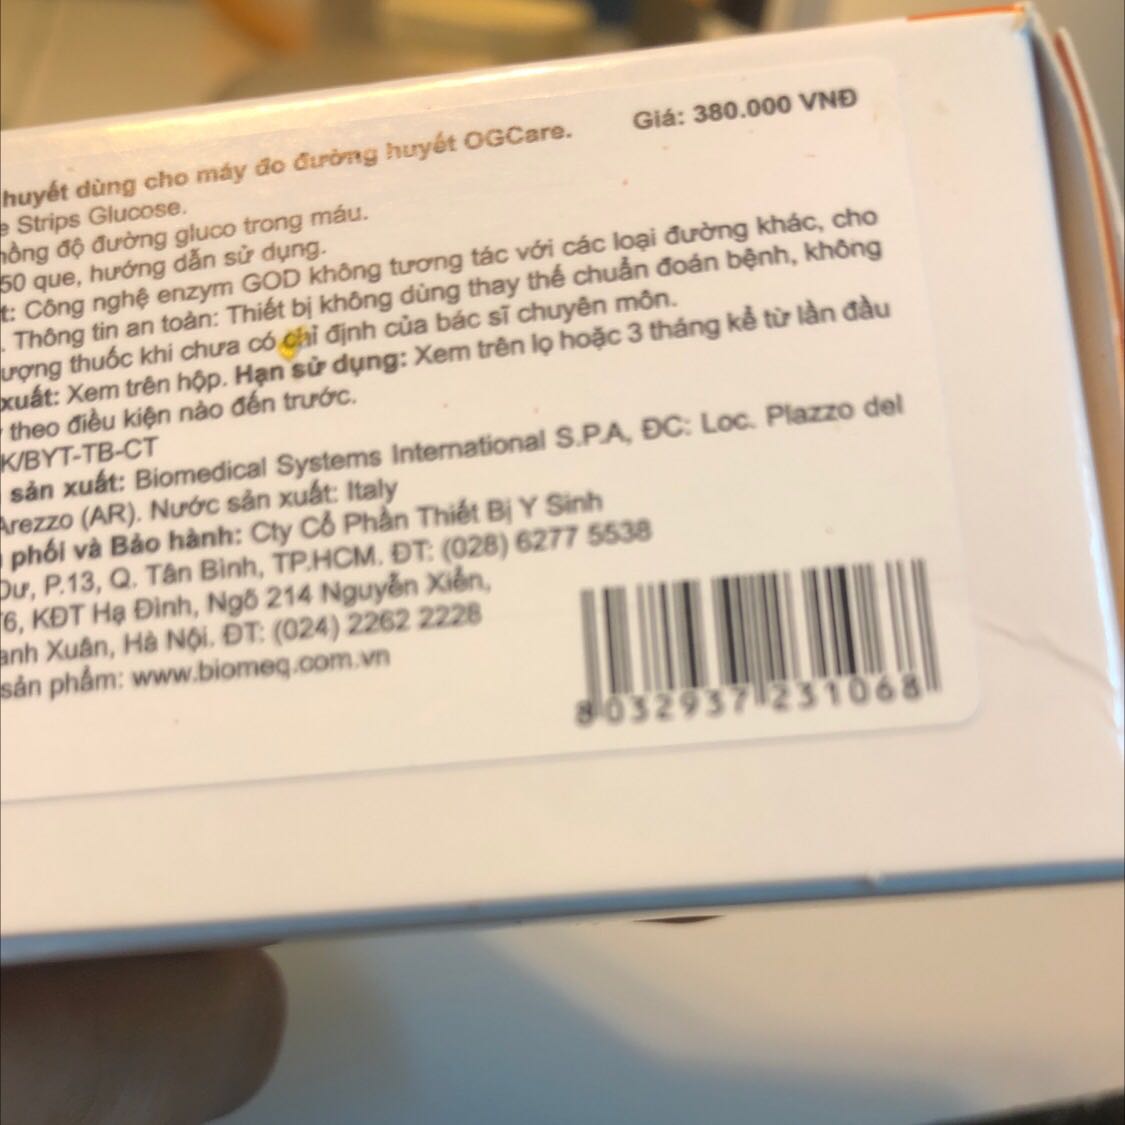 huyết dùng cho máy đo đường huyết OGCare.
Giá: 380.000 VNĐ
e Strips Glucose.
nồng độ đường gluco trong máu.
50 que, hướng dẫn sử dụng.
t: Công nghệ enzym GOD không tương tác với các loại đường khác, cho
. Thông tin an toàn: Thiết bị không dùng thay thế chuẩn đoán bệnh, không
ượng thuốc khi chưa có chỉ định của bác sĩ chuyên môn.
xuất: Xem trên hộp. Hạn sử dụng: Xem trên lọ hoặc 3 tháng kể từ lần đầu
theo điều kiện nào đến trước.
K/BYT-TB-CT
sản xuất: Biomedical Systems International S.P.A, ĐC: Loc. Plazzo del
Arezzo (AR). Nước sản xuất: Italy
phối và Bảo hành: Cty Cổ Phần Thiết Bị Y Sinh
Dư, P.13, Q. Tân Bình, TP.HCM. ĐT: (028) 6277 5538
6, KĐT Hạ Đình, Ngõ 214 Nguyễn Xiển,
anh Xuân, Hà Nội. ĐT: (024) 2262 2228
sản phẩm: www.biomeq.com.vn
8 032937 231068